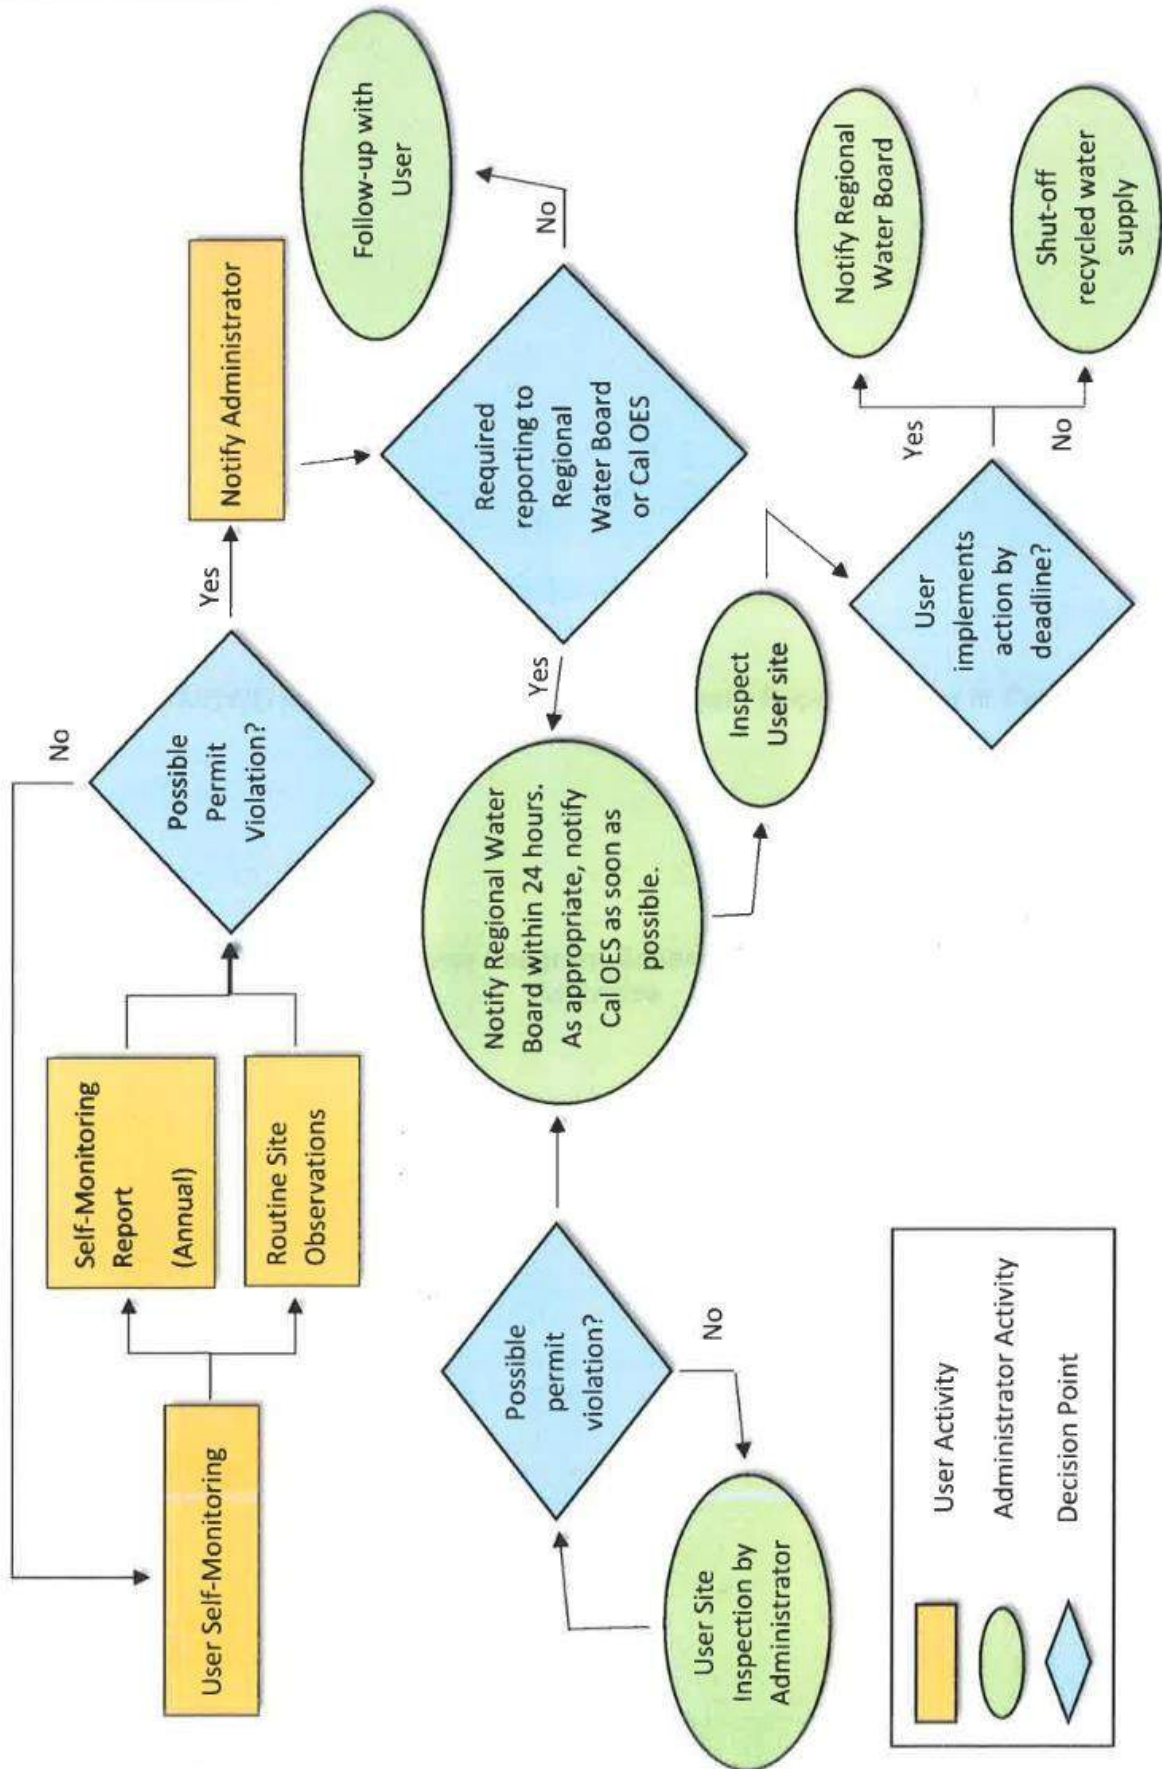 User Self-Monitoring
Self-Monitoring
Report
(Annual)
Routine Site
Observations
Possible
Permit
Violation?
No
Yes
Notify Administrator
Required
reporting to
Regional
Water Board
or Cal OES
No
Follow-up with
User
Yes
Notify Regional Water
Board within 24 hours.
As appropriate, notify
Cal OES as soon as
possible.
User Site
Inspection by
Administrator
Possible
permit
violation?
No
Inspect
User site
User
implements
action by
deadline?
Yes
Notify Regional
Water Board
No
Shut-off
recycled water
supply
User Activity
Administrator Activity
Decision Point